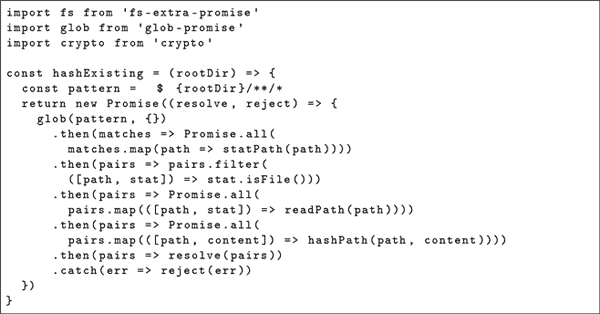 import fs from 'fs-extra-promise'
import glob from 'glob-promise'
import crypto from 'crypto'

const hashExisting = (rootDir) => {
  const pattern =  $ {rootDir}/**/*
  return new Promise((resolve, reject) => {
    glob(pattern, {})
      .then(matches => Promise.all(
        matches.map(path => statPath(path))))
      .then(pairs => pairs.filter(
        ([path, stat]) => stat.isFile()))
      .then(pairs => Promise.all(
        pairs.map(([path, stat]) => readPath(path))))
      .then(pairs => Promise.all(
        pairs.map(([path, content]) => hashPath(path, content))))
      .then(pairs => resolve(pairs))
      .catch(err => reject(err))
  })
}